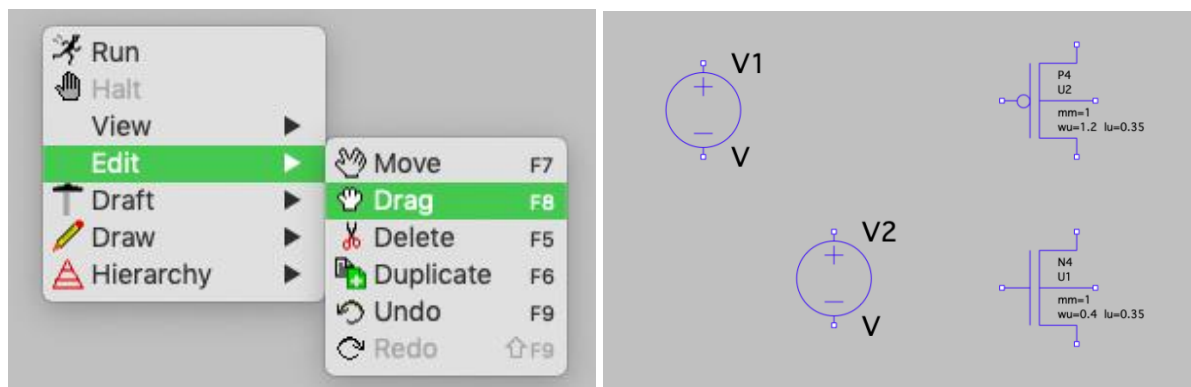 Run
Halt
View
Edit
Draft
Draw
Hierarchy
Move F7
Drag F8
Delete F5
Duplicate F6
Undo F9
Redo ⇧F9
V1
V
V2
V
P4
U2
mm=1
wu=1.2 lu=0.35
N4
U1
mm=1
wu=0.4 lu=0.35